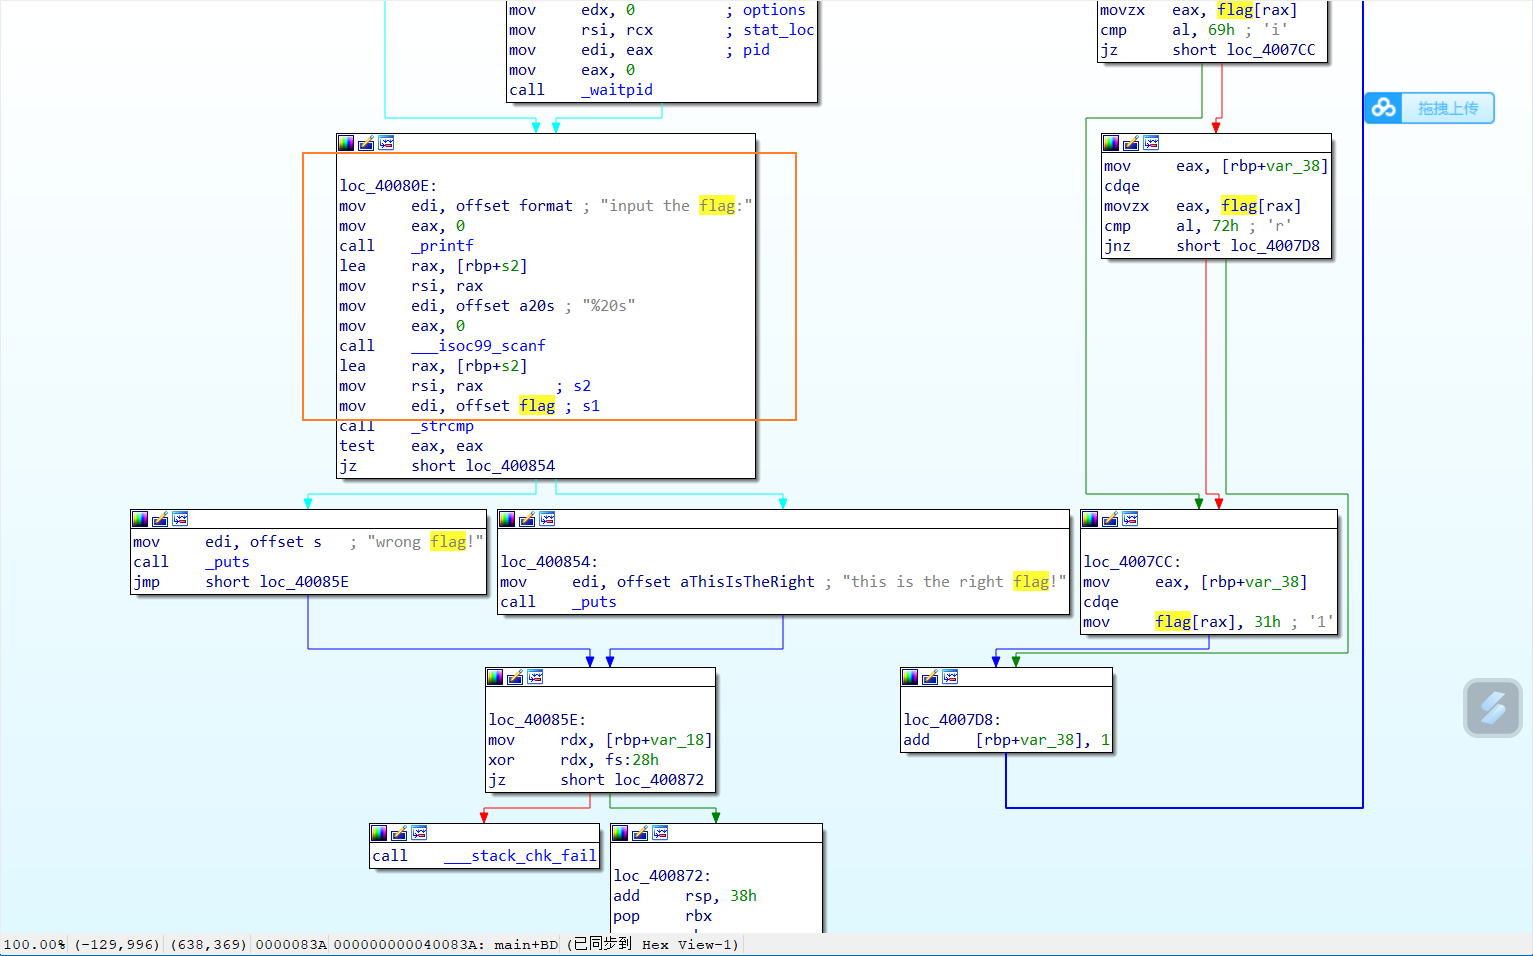 mov edx, 0 ; options
mov rsi, rcx ; stat_loc
mov edi, eax ; pid
mov eax, 0
call _waitpid
movzx eax, flag[rax]
cmp al, 69h ; 'i'
jz short loc_4007CC
拖拽上传
loc_40080E:
mov edi, offset format ; "input the flag:"
mov eax, 0
call _printf
lea rax, [rbp+s2]
mov rsi, rax
mov edi, offset a20s ; "%20s"
mov eax, 0
call ___isoc99_scanf
lea rax, [rbp+s2]
mov rsi, rax ; s2
mov edi, offset flag ; s1
call _strcmp
test eax, eax
jz short loc_400854
mov eax, [rbp+var_38]
cdqe
movzx eax, flag[rax]
cmp al, 72h ; 'r'
jnz short loc_4007D8
mov edi, offset s ; "wrong flag!"
call _puts
jmp short loc_40085E
loc_400854:
mov edi, offset aThisIsTheRight ; "this is the right flag!"
call _puts
loc_4007CC:
mov eax, [rbp+var_38]
cdqe
mov flag[rax], 31h ; '1'
loc_40085E:
mov rdx, [rbp+var_18]
xor rdx, fs:28h
jz short loc_400872
loc_4007D8:
add [rbp+var_38], 1
call ___stack_chk_fail
loc_400872:
add rsp, 38h
pop rbx
100.00% (-129,996) (638,369) 0000083A 000000000040083A: main+BD (已同步到 Hex View-1)